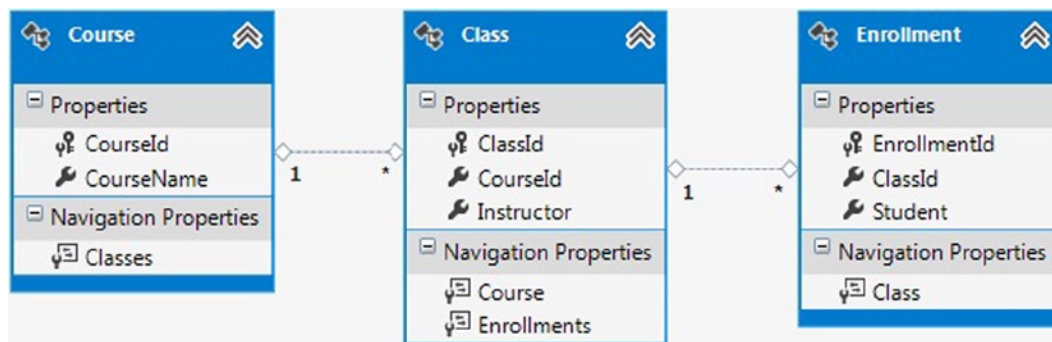 Course
Properties
CourseId
CourseName
Navigation Properties
Classes
1
*
Class
Properties
ClassId
CourseId
Instructor
Navigation Properties
Course
Enrollments
1
*
Enrollment
Properties
EnrollmentId
ClassId
Student
Navigation Properties
Class